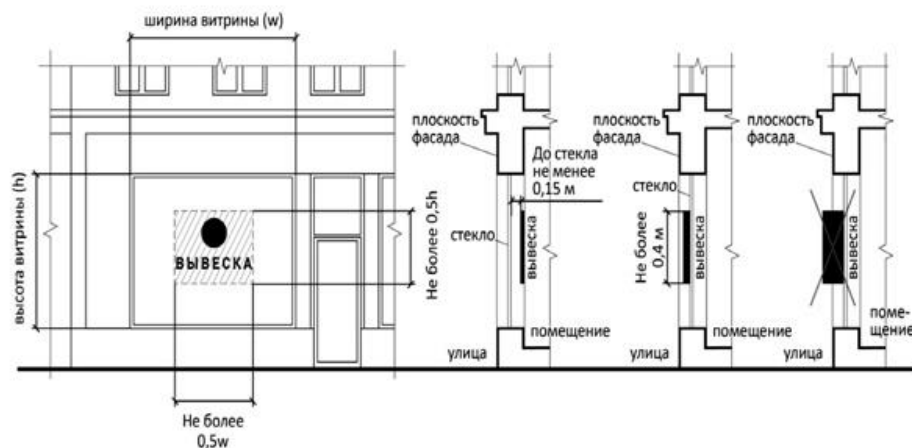 ширина витрины (w)
высота витрины (h)
ВЫВЕСКА
Не более 0,5h
Не более
0,5w
плоскость
фасада
До стекла
не менее
0,15 м
стекло
вывеска
помещение
улица
плоскость
фасада
стекло
Не более
0,4 м
вывеска
помещение
улица
плоскость
фасада
вывеска
поме-
щение
улица